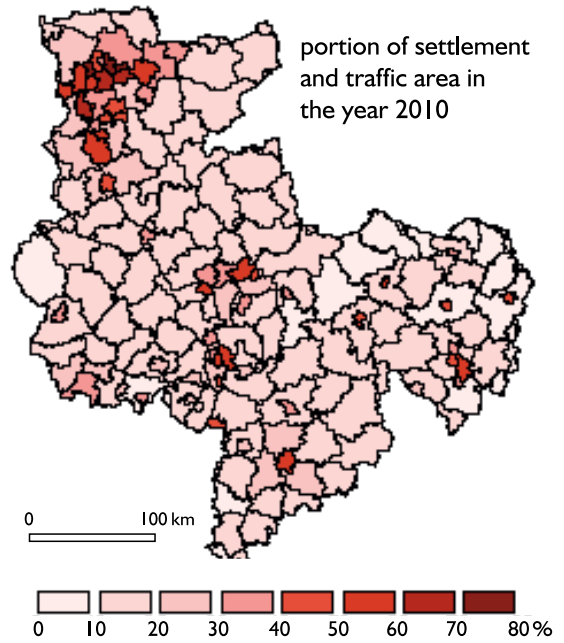 portion of settlement
and traffic area in
the year 2010
0 100 km
0 10 20 30 40 50 60 70 80 %